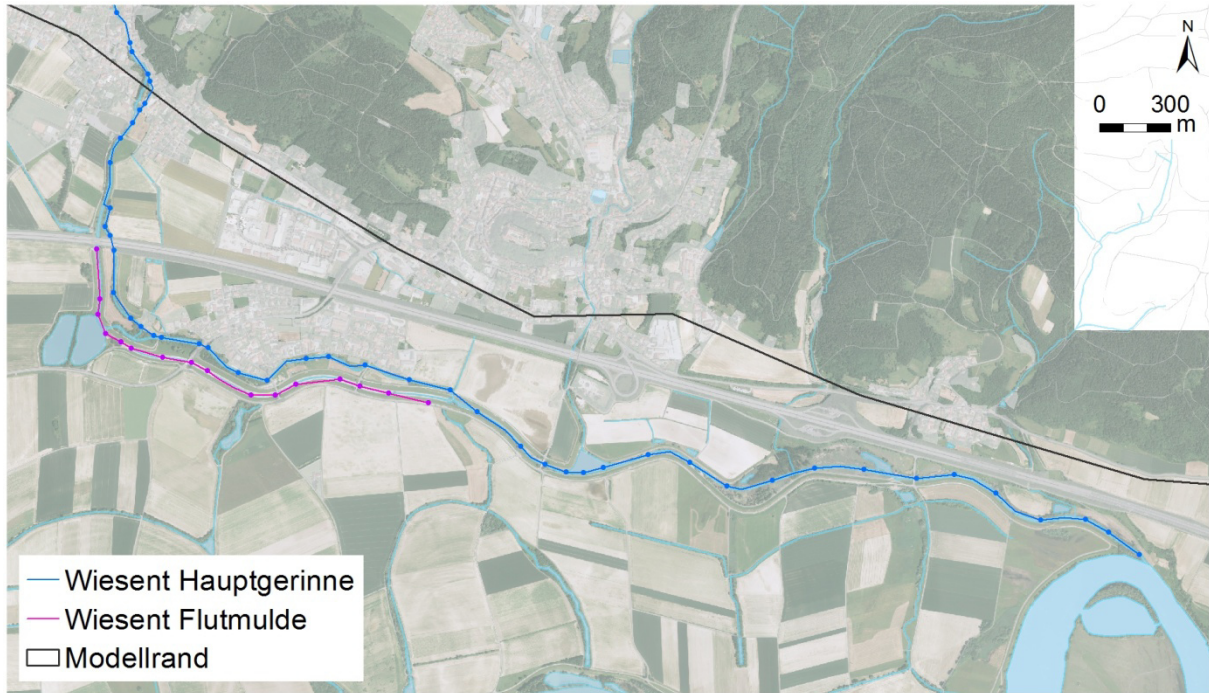 N
0 300
m
Wiesent Hauptgerinne
Wiesent Flutmulde
Modellrand